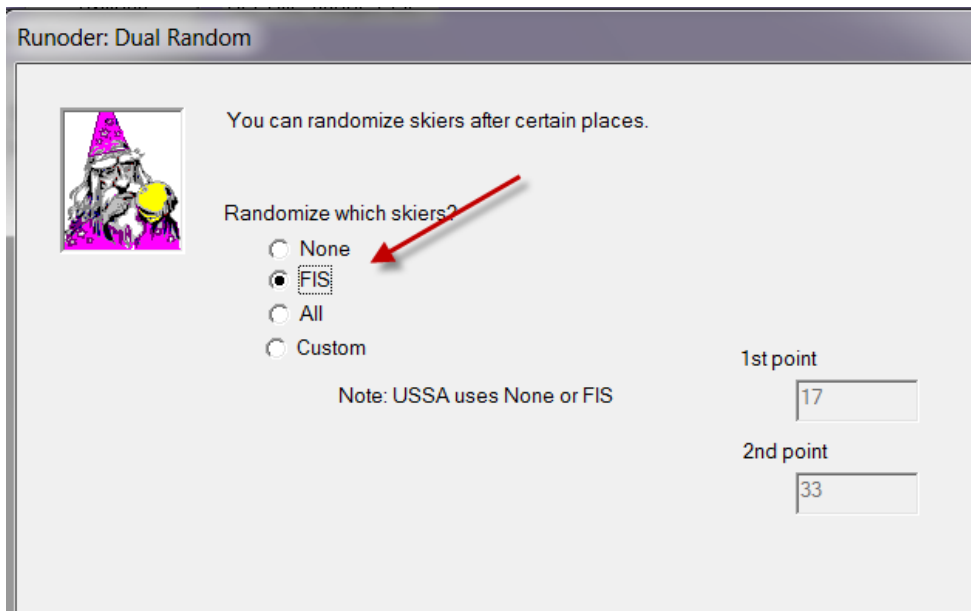 Runoder: Dual Random
You can randomize skiers after certain places.
Randomize which skiers?
None
FIS
All
Custom
Note: USSA uses None or FIS
1st point
17
2nd point
33